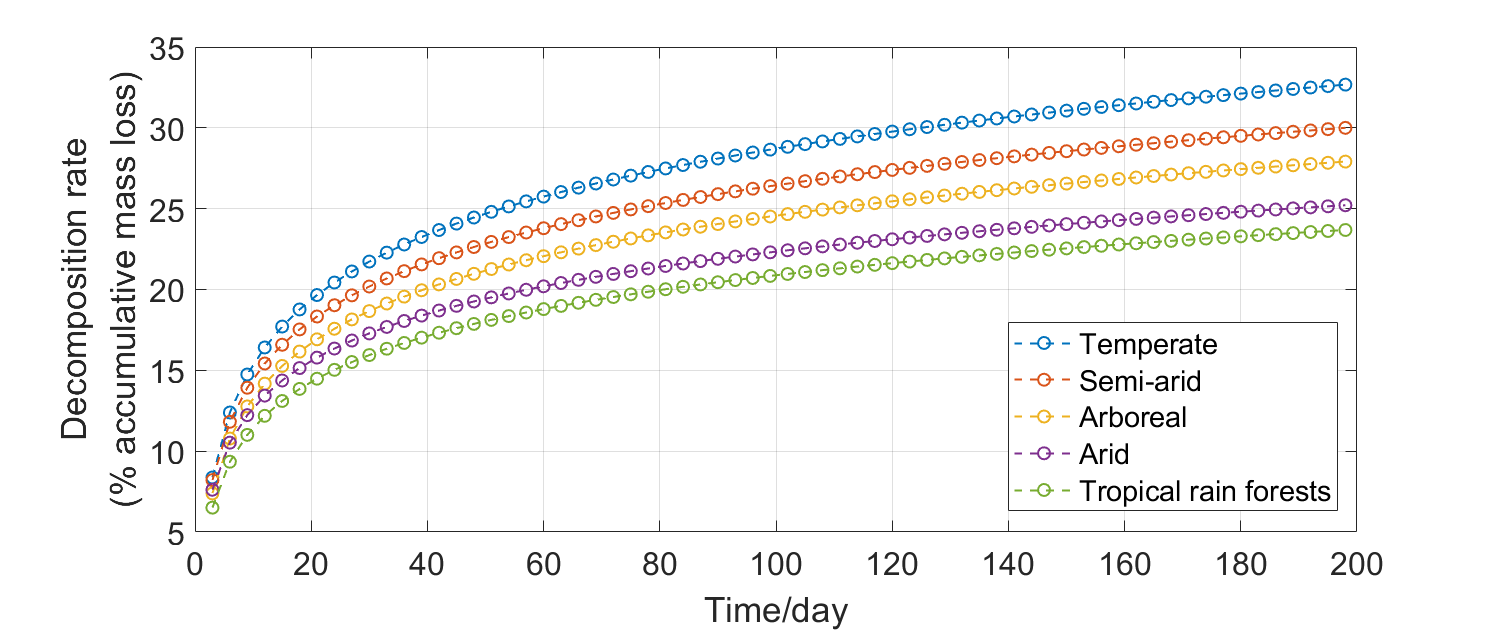 35
30
25
20
15
10
5
0 20 40 60 80 100 120 140 160 180 200
Decomposition rate
(% accumulative mass loss)
Time/day
Temperate
Semi-arid
Arboreal
Arid
Tropical rain forests